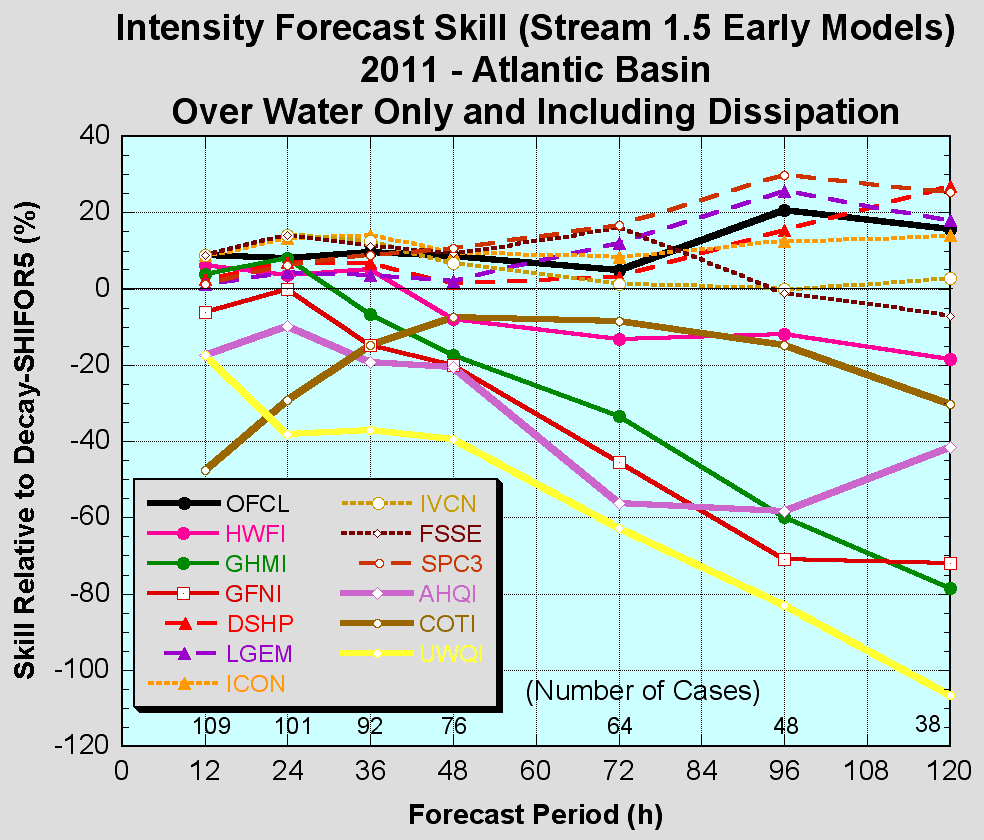 Intensity Forecast Skill (Stream 1.5 Early Models)
2011 - Atlantic Basin
Over Water Only and Including Dissipation
Skill Relative to Decay-SHIFOR5 (%)
40
20
0
-20
-40
-60
-80
-100
-120
OFCL IVCN
HWFI FSSE
GHMI SPC3
GFNI AHQI
DSHP COTI
LGEM UWQI
ICON
(Number of Cases)
109 101 92 76 64 48 38
0 12 24 36 48 60 72 84 96 108 120
Forecast Period (h)